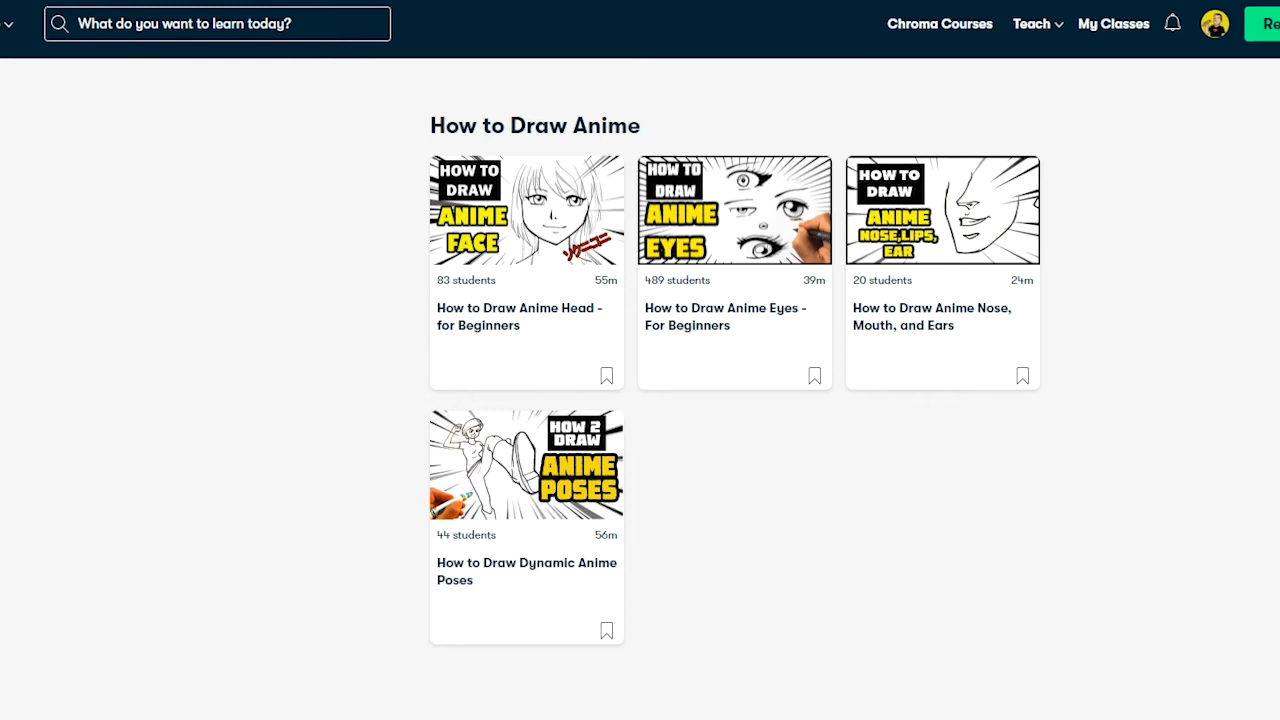 What do you want to learn today?
Chroma Courses
Teach
My Classes
Re
How to Draw Anime
HOW TO
DRAW
ANIME
FACE
83 students 55m
How to Draw Anime Head -
for Beginners
HOW TO
DRAW
ANIME
EYES
489 students 39m
How to Draw Anime Eyes -
For Beginners
HOW TO
DRAW
ANIME
NOSE,LIPS,
EAR
20 students 24m
How to Draw Anime Nose,
Mouth, and Ears
HOW 2
DRAW
ANIME
POSES
44 students 56m
How to Draw Dynamic Anime
Poses